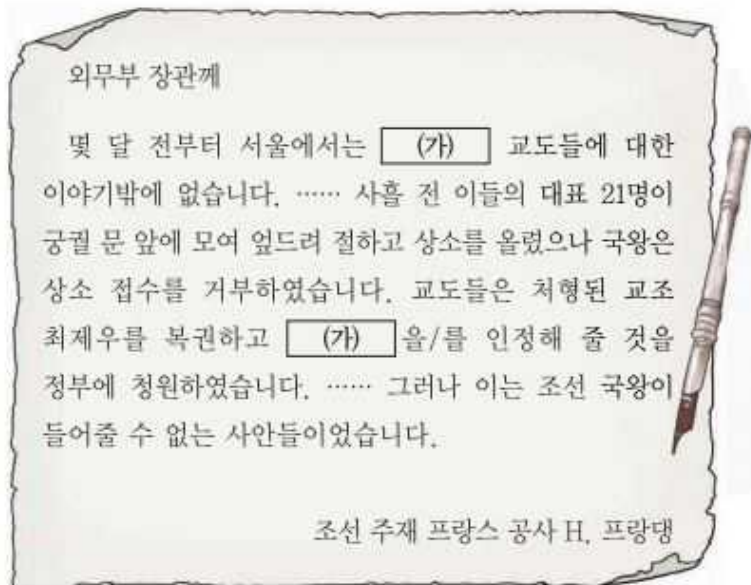 외무부 장관께
몇 달 전부터 서울에서는 (가) 교도들에 대한
이야기밖에 없습니다. …… 사흘 전 이들의 대표 21명이
궁궐 문 앞에 모여 엎드려 절하고 상소를 올렸으나 국왕은
상소 접수를 거부하였습니다. 교도들은 처형된 교조
최제우를 복권하고 (가) 을/를 인정해 줄 것을
정부에 청원하였습니다. …… 그러나 이는 조선 국왕이
들어줄 수 없는 사안들이었습니다.
조선 주재 프랑스 공사 H. 프랑댕